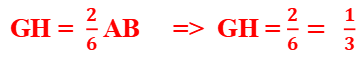 GH = 2/6 AB => GH = 2/6 = 1/3